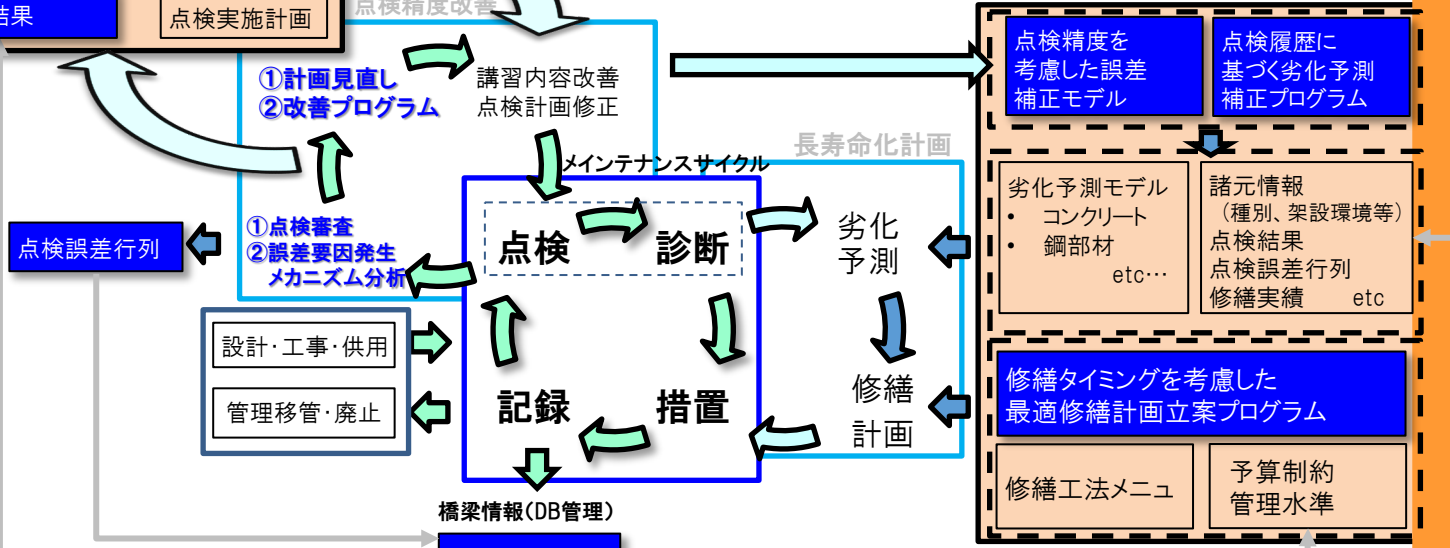 結果
点検実施計画
点検精度改善
①計画見直し
②改善プログラム
講習内容改善
点検計画修正
点検精度を
考慮した誤差
補正モデル
点検履歴に
基づく劣化予測
補正プログラム
長寿命化計画
メインテナンスサイクル
劣化予測モデル
• コンクリート
• 鋼部材
etc…
諸元情報
（種別、架設環境等）
点検結果
点検誤差行列
修繕実績 etc
点検誤差行列
①点検審査
②誤差要因発生
メカニズム分析
点検
診断
劣化
予測
設計・工事・供用
管理移管・廃止
記録
措置
修繕
計画
修繕タイミングを考慮した
最適修繕計画立案プログラム
修繕工法メニュ
予算制約
管理水準
橋梁情報（DB管理）